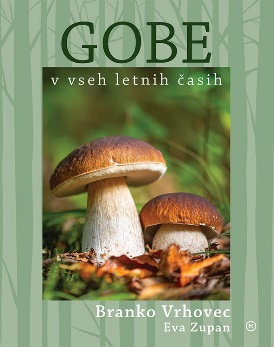 GOBE
v vseh letnih časih
Branko Vrhovec
Eva Zupan